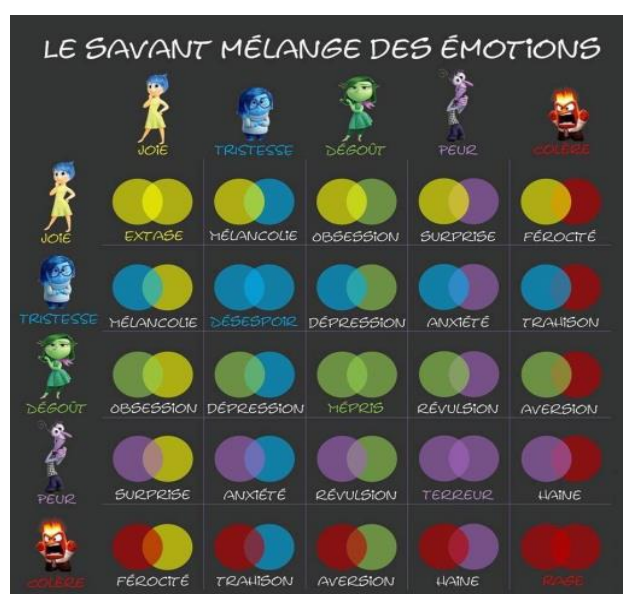 LE SAVANT MÉLANGE DES ÉMOTIONS
JOIE TRISTESSE DÉGOÛT PEUR COLÈRE
JOIE EXTASE MÉLANCOLIE OBSESSION SURPRISE FÉROCITÉ
TRISTESSE MÉLANCOLIE DÉSESPOIR DÉPRESSION ANXIÉTÉ TRAHISON
DÉGOÛT OBSESSION DÉPRESSION MÉPRIS RÉVULSION AVERSION
PEUR SURPRISE ANXIÉTÉ RÉVULSION TERREUR HAINE
COLÈRE FÉROCITÉ TRAHISON AVERSION HAINE RAGE